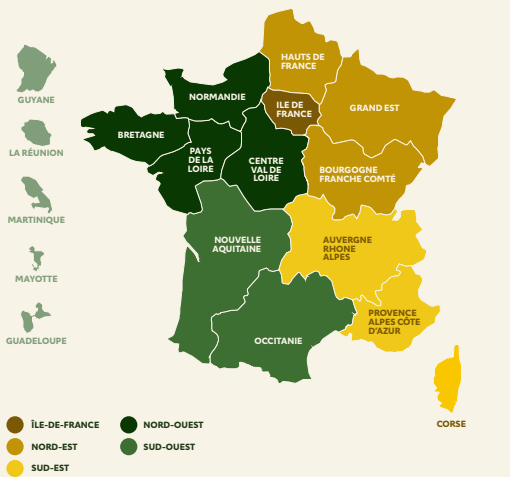 HAUTS DE
FRANCE
NORMANDIE
ILE DE
FRANCE
GRAND EST
BRETAGNE
PAYS
DE LA
LOIRE
CENTRE
VAL DE
LOIRE
BOURGOGNE
FRANCHE COMTÉ
NOUVELLE
AQUITAINE
AUVERGNE
RHONE
ALPES
OCCITANIE
PROVENCE
ALPES CÔTE
D'AZUR
CORSE
GUYANE
LA RÉUNION
MARTINIQUE
MAYOTTE
GUADELOUPE
ÎLE-DE-FRANCE
NORD-EST
SUD-EST
NORD-OUEST
SUD-OUEST